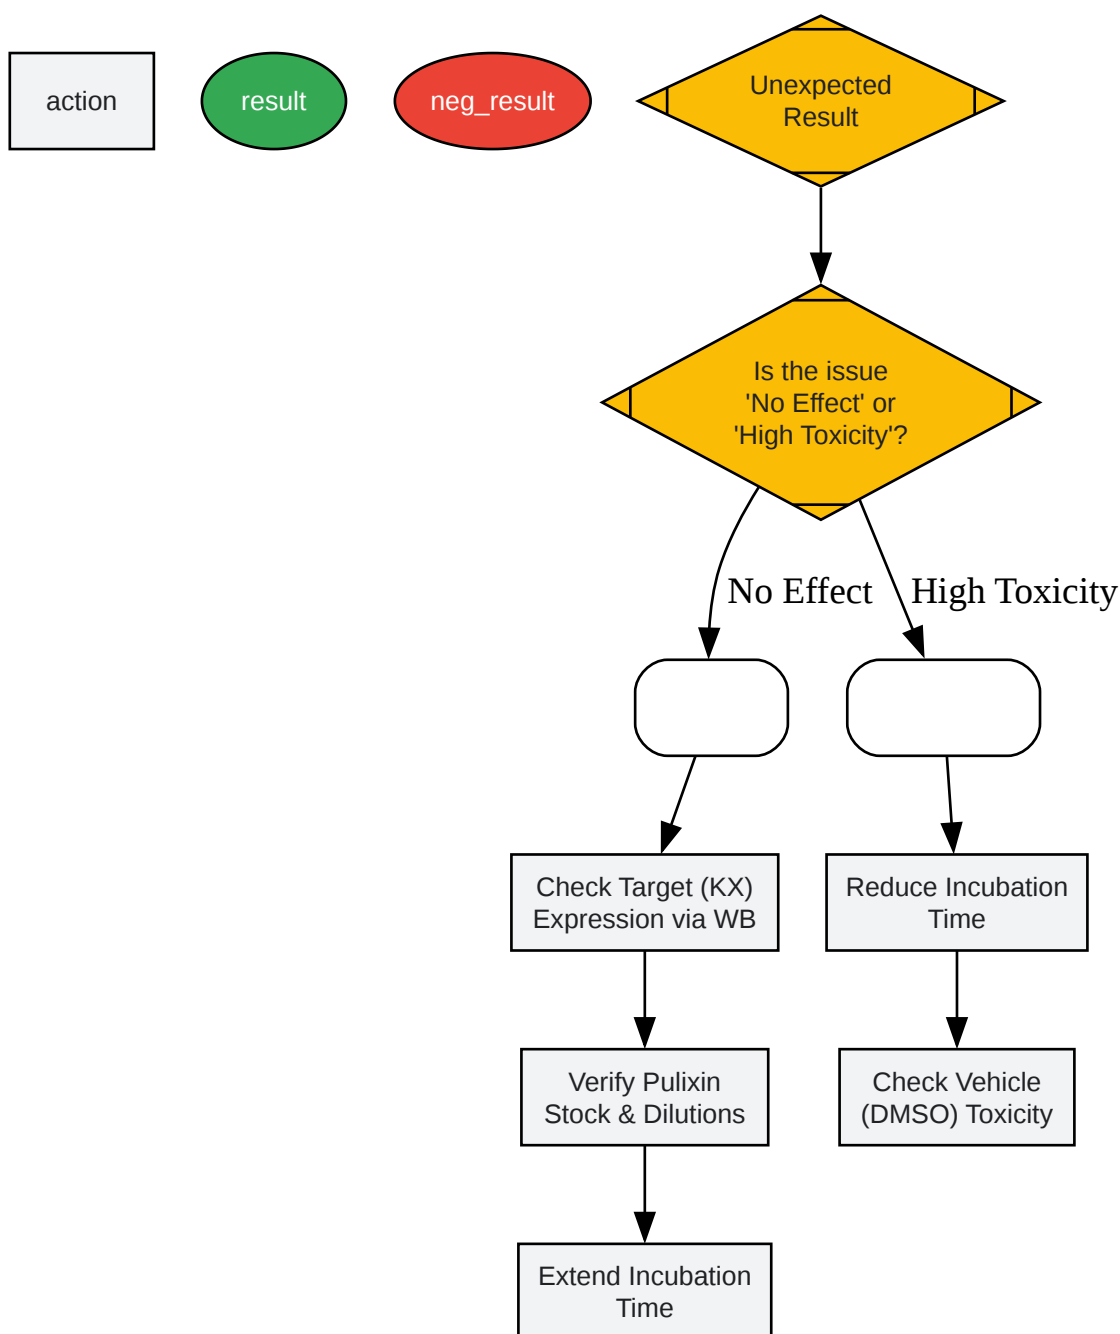 action
result
neg_result
Unexpected
Result
Is the issue
'No Effect' or
'High Toxicity'?
No Effect
High Toxicity
Check Target (KX)
Expression via WB
Reduce Incubation
Time
Verify Pulixin
Stock & Dilutions
Check Vehicle
(DMSO) Toxicity
Extend Incubation
Time